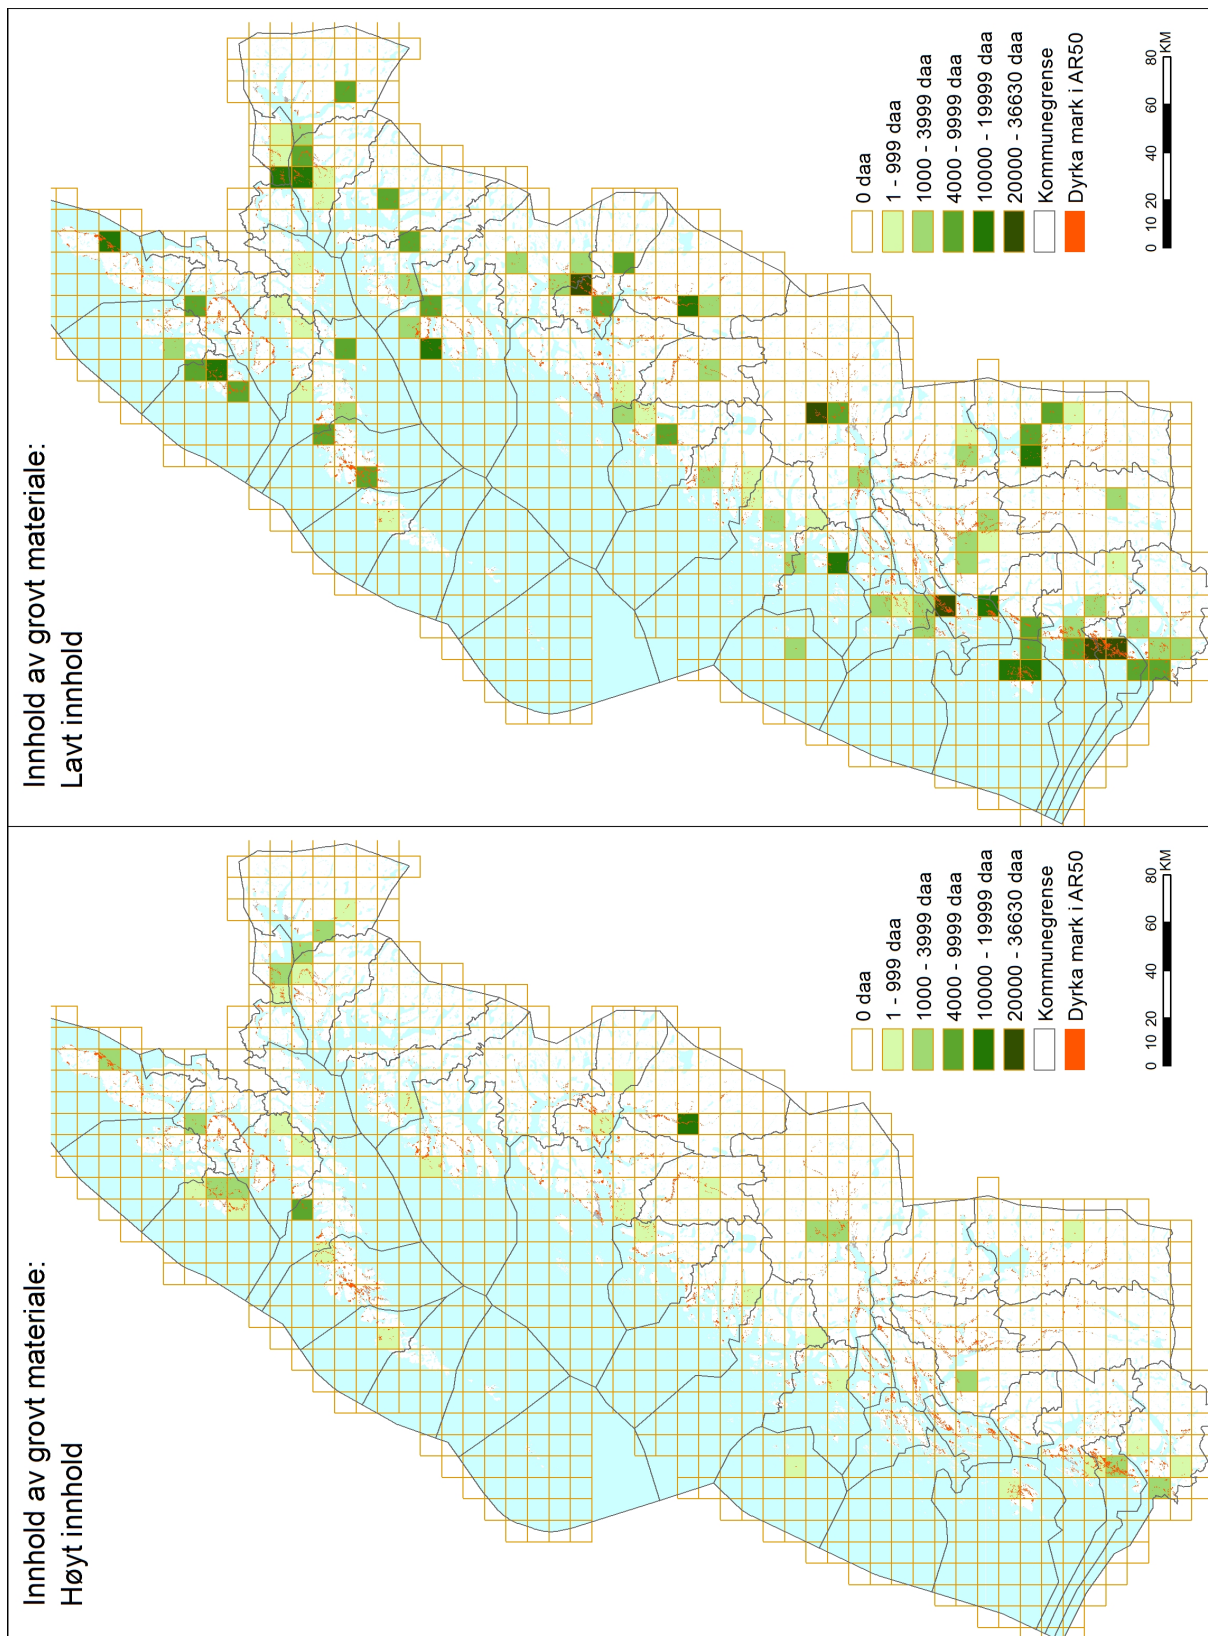 Innhold av grovt materiale:
Høyt innhold
0 daa
1 - 999 daa
1000 - 3999 daa
4000 - 9999 daa
10000 - 19999 daa
20000 - 36630 daa
Kommunegrense
Dyrka mark i AR50
0 10 20 40 60 80
KM
Innhold av grovt materiale:
Lavt innhold
0 daa
1 - 999 daa
1000 - 3999 daa
4000 - 9999 daa
10000 - 19999 daa
20000 - 36630 daa
Kommunegrense
Dyrka mark i AR50
0 10 20 40 60 80
KM